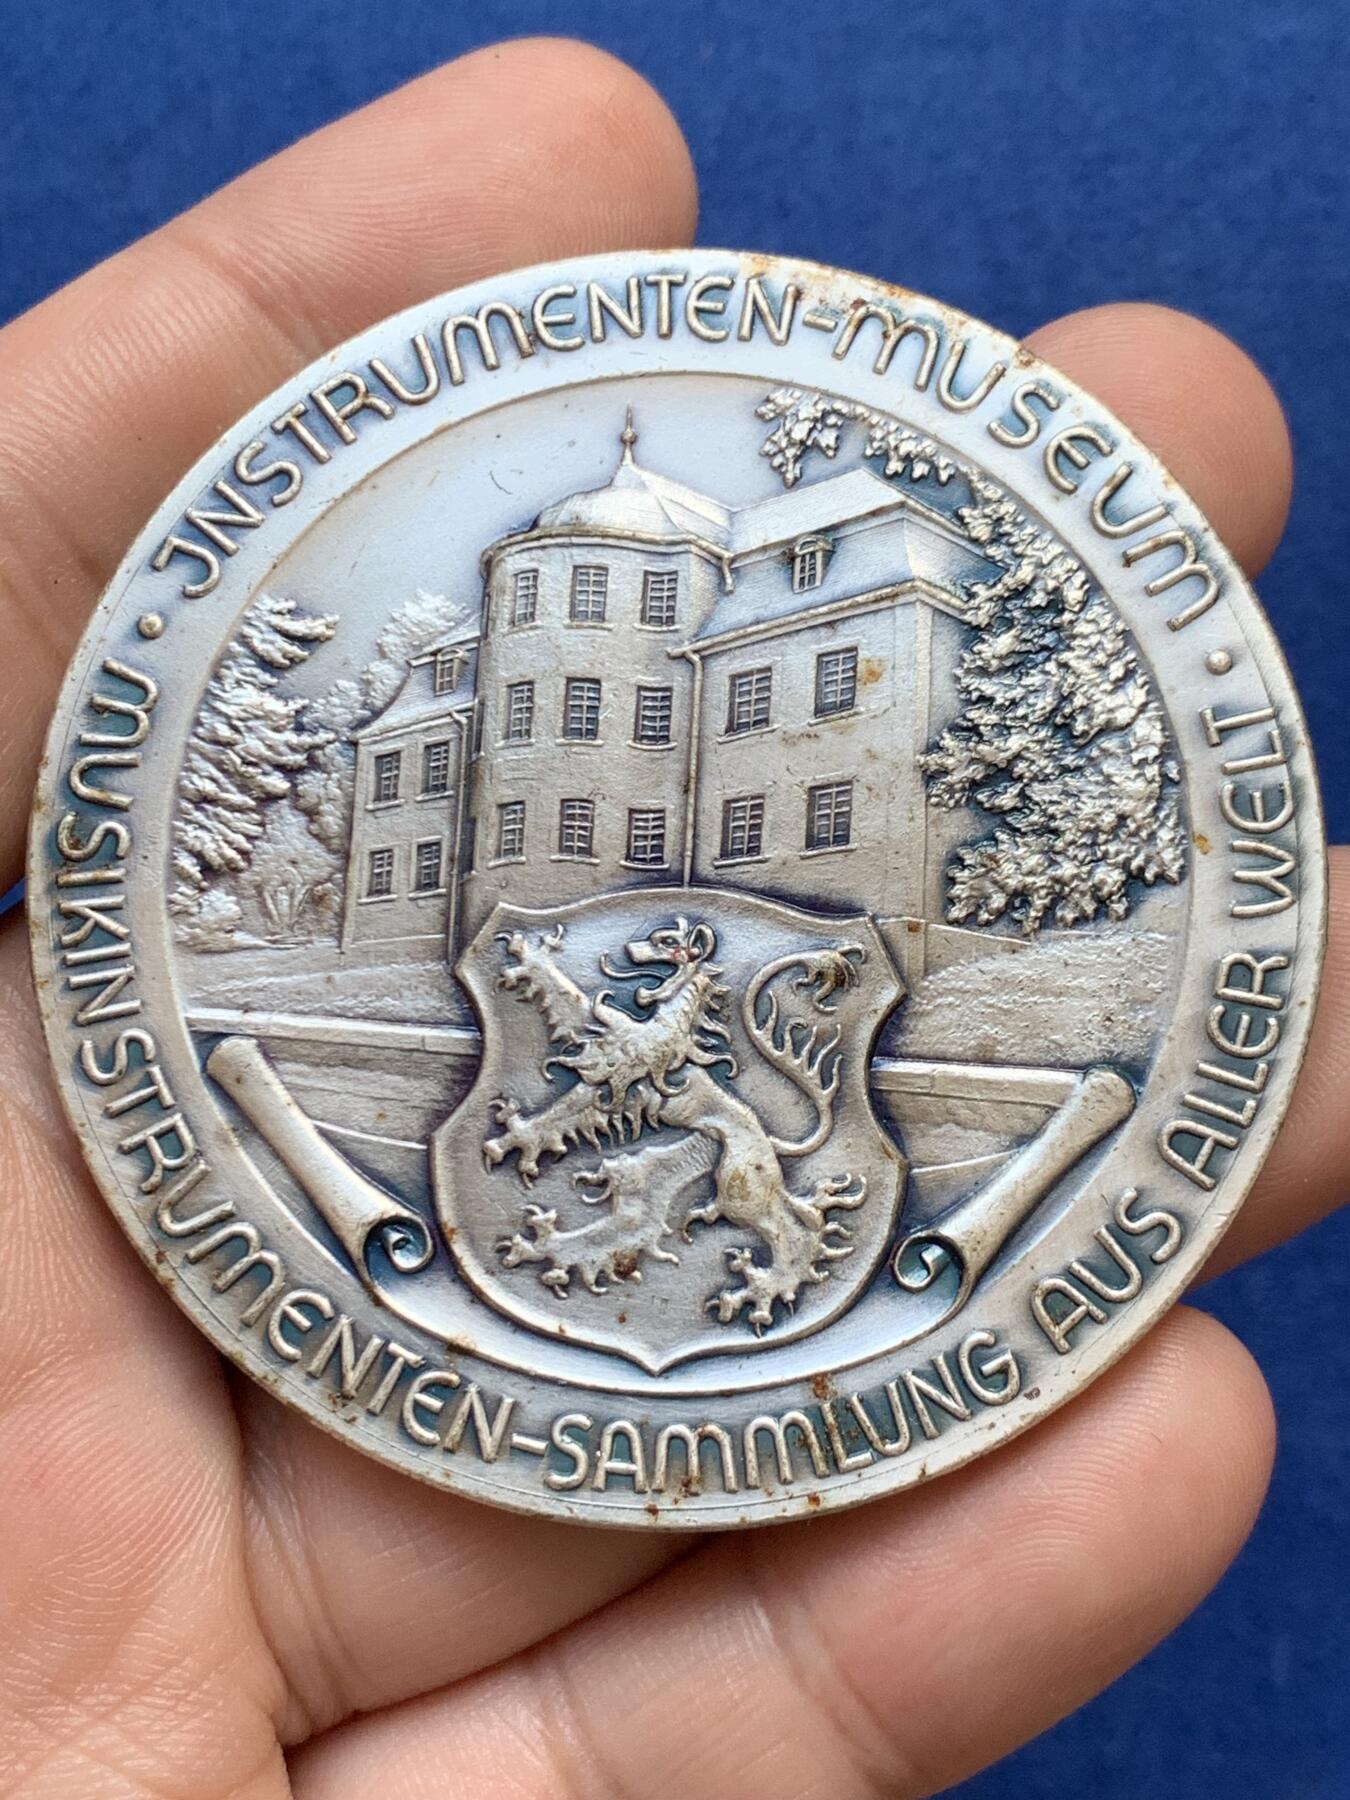 JNSTRUMENTEN-MUSEUM
MUSIKINSTRUMENTEN-SAMMLUNG AUS ALLER WELT